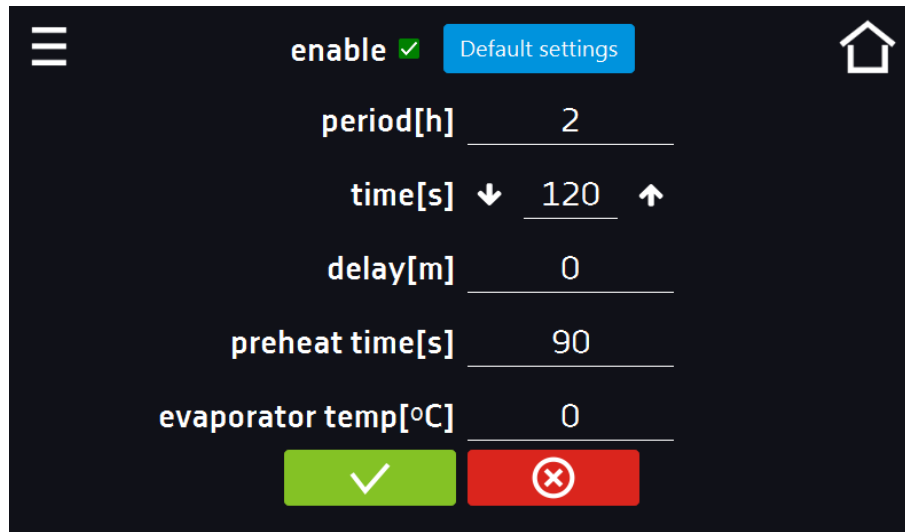 enable Default settings
period[h] 2
time[s] 120
delay[m] 0
preheat time[s] 90
evaporator temp[°C] 0